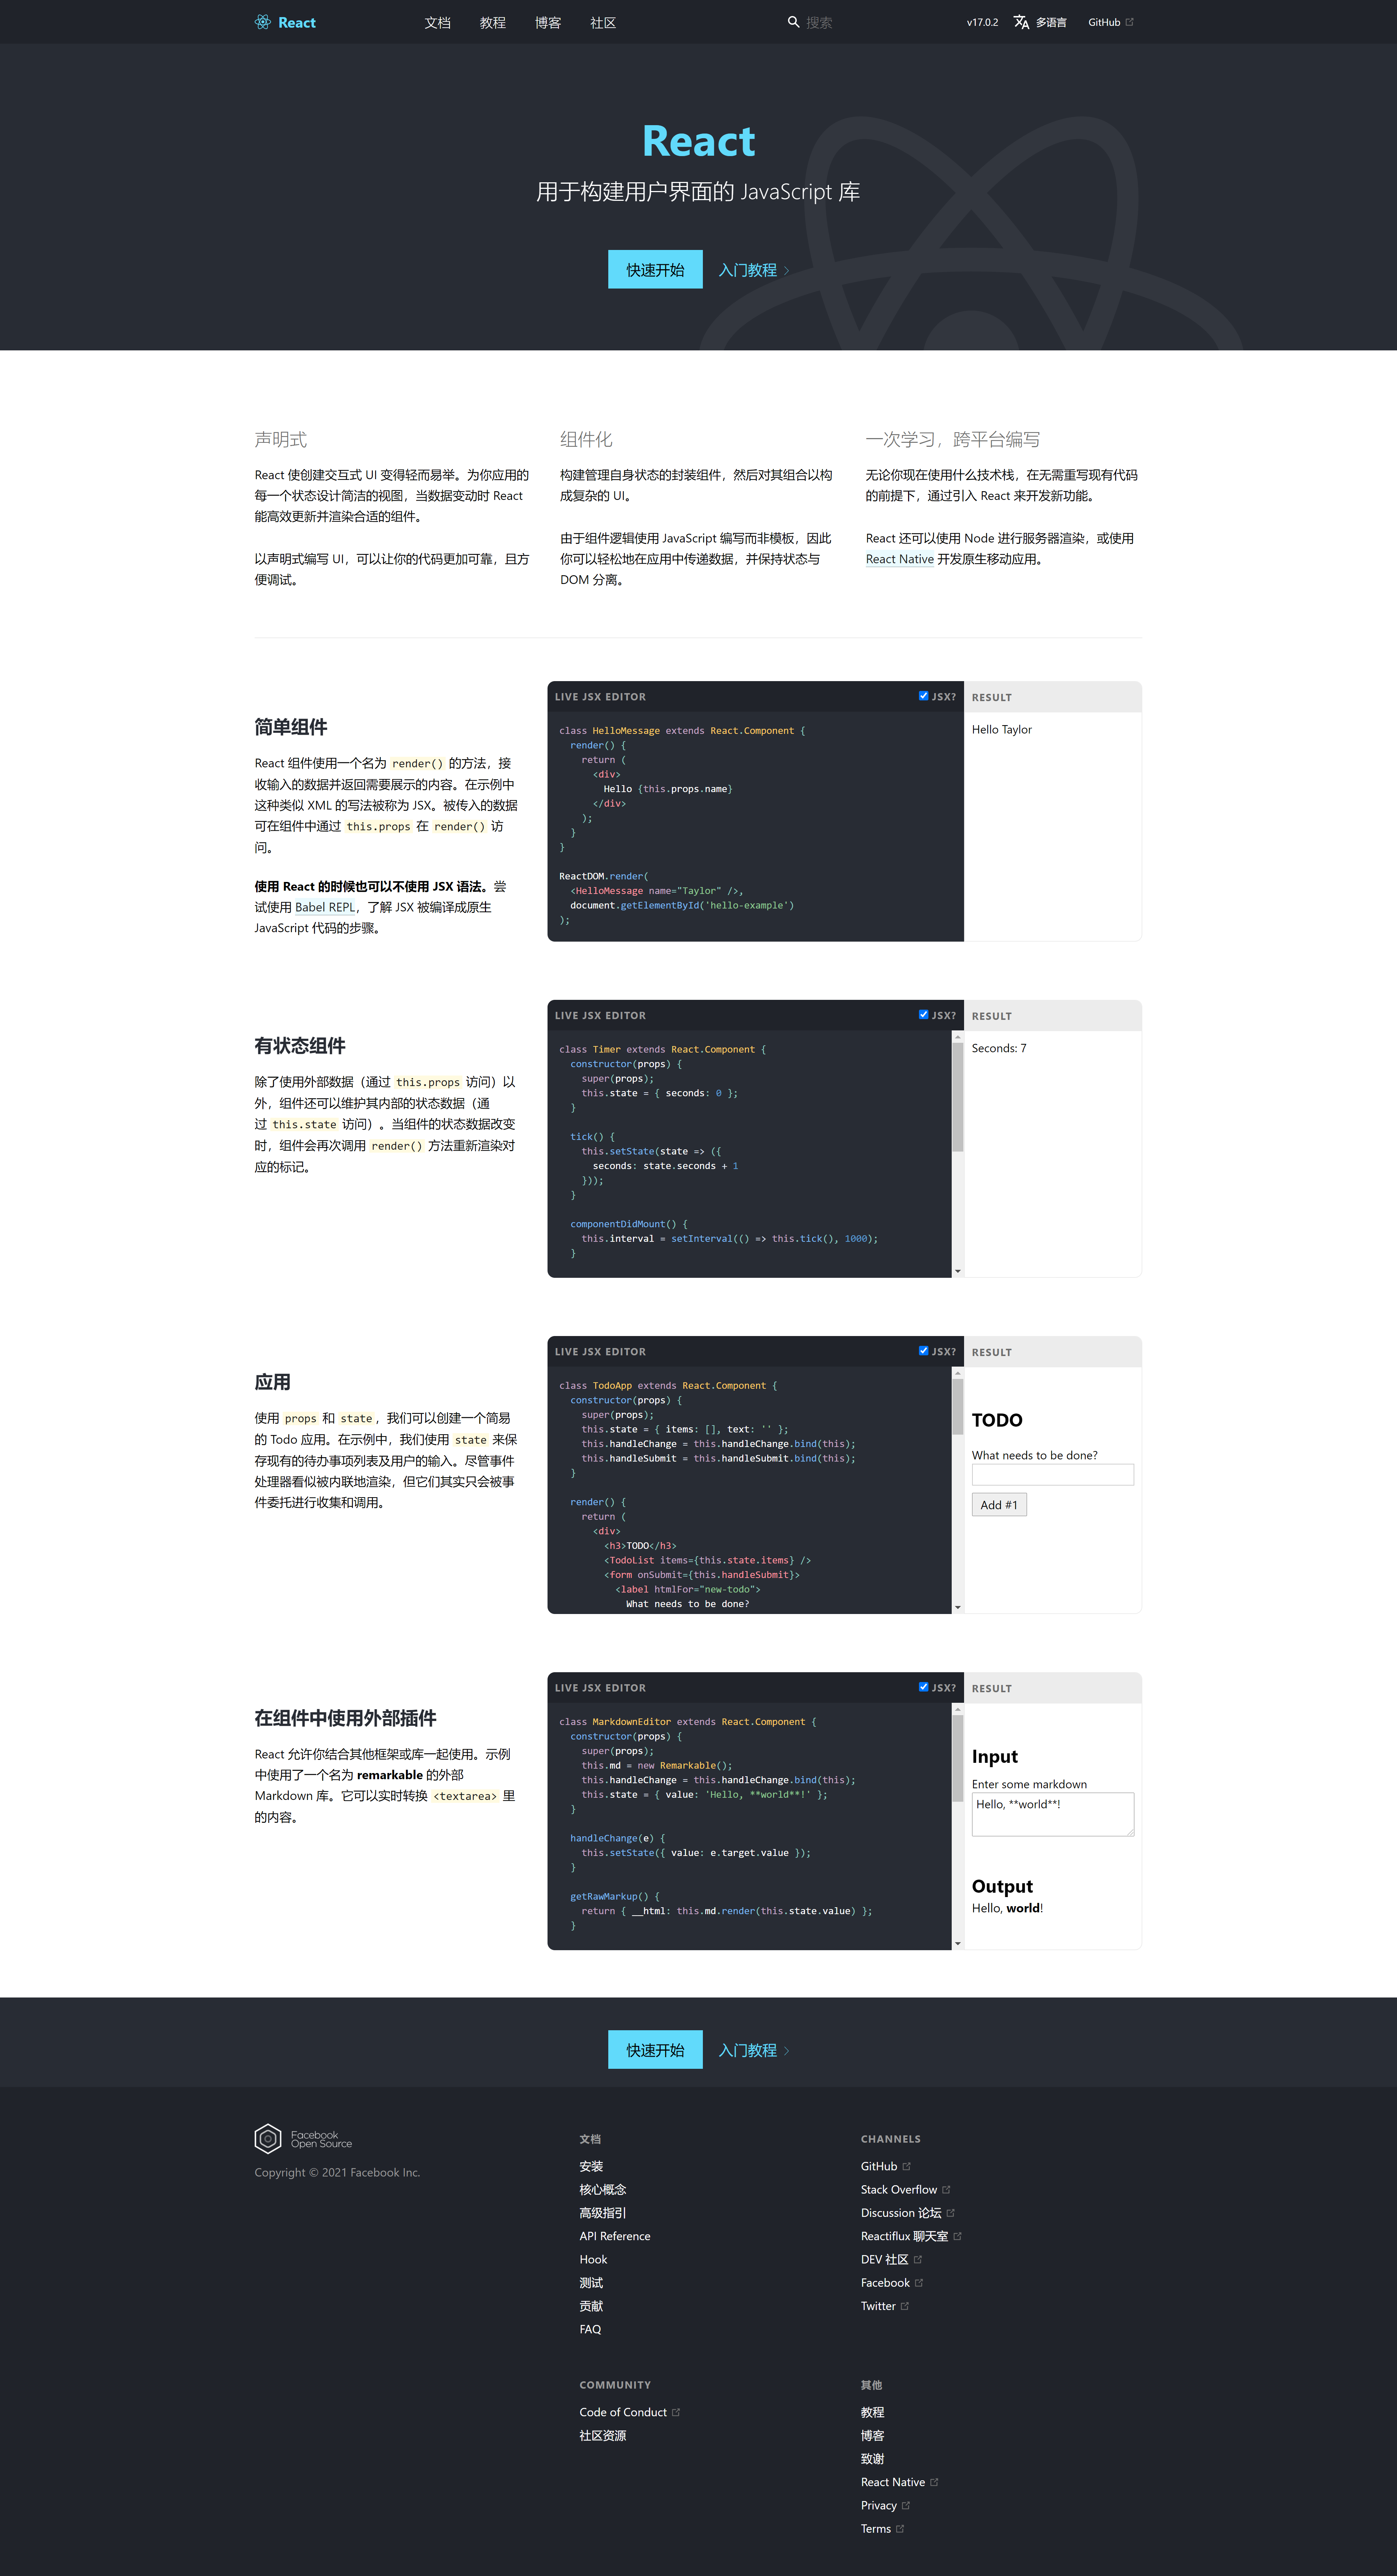 React
文档 教程 博客 社区
搜索
v17.0.2 多语言 GitHub
React
用于构建用户界面的 JavaScript 库
快速开始 入门教程
声明式
React 使创建交互式 UI 变得轻而易举。为你应用的
每一个状态设计简洁的视图，当数据变动时 React
能高效更新并渲染合适的组件。
以声明式编写 UI，可以让你的代码更加可靠，且方
便调试。
组件化
构建管理自身状态的封装组件，然后对其组合以构
成复杂的 UI。
由于组件逻辑使用 JavaScript 编写而非模板，因此
你可以轻松地在应用中传递数据，并保持状态与
DOM 分离。
一次学习，跨平台编写
无论你现在使用什么技术栈，在无需重写现有代码
的前提下，通过引入 React 来开发新功能。
React 还可以使用 Node 进行服务器渲染，或使用
React Native 开发原生移动应用。
简单组件
React 组件使用一个名为 render() 的方法，接
收输入的数据并返回需要展示的内容。在示例中
这种类似 XML 的写法被称为 JSX。被传入的数据
可在组件中通过 this.props 在 render() 访
问。
使用 React 的时候也可以不使用 JSX 语法。尝
试使用 Babel REPL，了解 JSX 被编译成原生
JavaScript 代码的步骤。
LIVE JSX EDITOR JSX?
class HelloMessage extends React.Component {
  render() {
    return (
      <div>
        Hello {this.props.name}
      </div>
    );
  }
}
ReactDOM.render(
  <HelloMessage name="Taylor" />,
  document.getElementById('hello-example')
);
RESULT
Hello Taylor
有状态组件
除了使用外部数据（通过 this.props 访问）以
外，组件还可以维护其内部的状态数据（通
过 this.state 访问）。当组件的状态数据改变
时，组件会再次调用 render() 方法重新渲染对
应的标记。
LIVE JSX EDITOR JSX?
class Timer extends React.Component {
  constructor(props) {
    super(props);
    this.state = { seconds: 0 };
  }
  tick() {
    this.setState(state => ({
      seconds: state.seconds + 1
    }));
  }
  componentDidMount() {
    this.interval = setInterval(() => this.tick(), 1000);
  }
RESULT
Seconds: 7
应用
使用 props 和 state，我们可以创建一个简易
的 Todo 应用。在示例中，我们使用 state 来保
存现有的待办事项列表及用户的输入。尽管事件
处理器看似被内联地渲染，但它们其实只会被事
件委托进行收集和调用。
LIVE JSX EDITOR JSX?
class TodoApp extends React.Component {
  constructor(props) {
    super(props);
    this.state = { items: [], text: '' };
    this.handleChange = this.handleChange.bind(this);
    this.handleSubmit = this.handleSubmit.bind(this);
  }
  render() {
    return (
      <div>
        <h3>TODO</h3>
        <TodoList items={this.state.items} />
        <form onSubmit={this.handleSubmit}>
          <label htmlFor="new-todo">
            What needs to be done?
RESULT
TODO
What needs to be done?
Add #1
在组件中使用外部插件
React 允许你结合其他框架或库一起使用。示例
中使用了一个名为 remarkable 的外部
Markdown 库。它可以实时转换 <textarea> 里
的内容。
LIVE JSX EDITOR JSX?
class MarkdownEditor extends React.Component {
  constructor(props) {
    super(props);
    this.md = new Remarkable();
    this.handleChange = this.handleChange.bind(this);
    this.state = { value: 'Hello, **world**!' };
  }
  handleChange(e) {
    this.setState({ value: e.target.value });
  }
  getRawMarkup() {
    return { __html: this.md.render(this.state.value) };
  }
RESULT
Input
Enter some markdown
Hello, **world**!
Output
Hello, world!
快速开始 入门教程
Facebook
Open Source
Copyright © 2021 Facebook Inc.
文档
安装
核心概念
高级指引
API Reference
Hook
测试
贡献
FAQ
CHANNELS
GitHub
Stack Overflow
Discussion 论坛
Reactiflux 聊天室
DEV 社区
Facebook
Twitter
COMMUNITY
Code of Conduct
社区资源
其他
教程
博客
致谢
React Native
Privacy
Terms